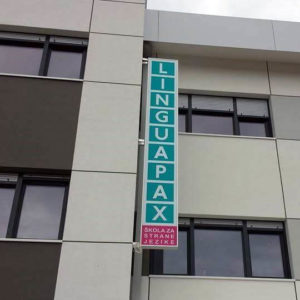 LINGUAPAX
ŠKOLA ZA
STRANE
JEZIKE